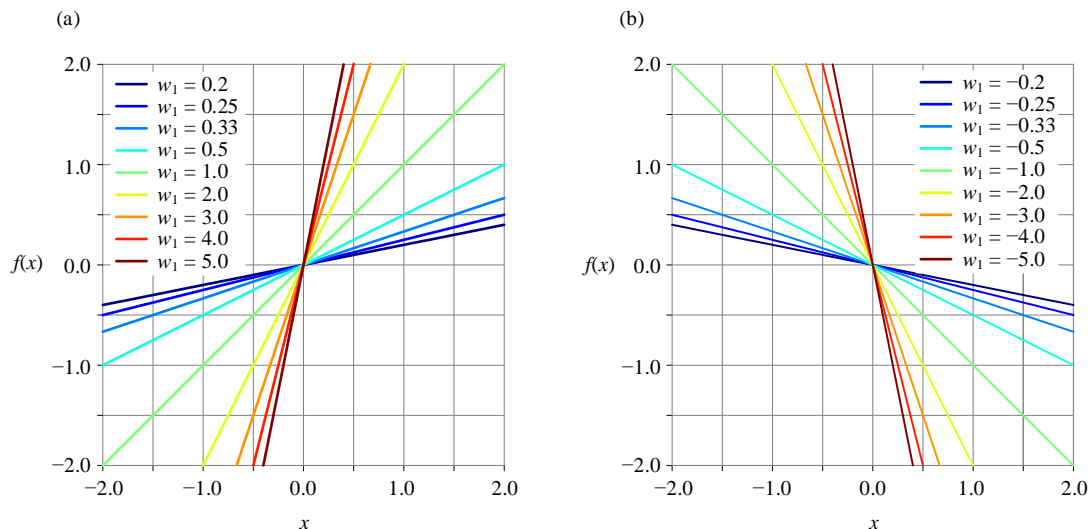 (a)
2.0
1.0
0.0
−1.0
−2.0
f(x)
w1 = 0.2
w1 = 0.25
w1 = 0.33
w1 = 0.5
w1 = 1.0
w1 = 2.0
w1 = 3.0
w1 = 4.0
w1 = 5.0
−2.0 −1.0 0.0 1.0 2.0
x
(b)
2.0
1.0
0.0
−1.0
−2.0
f(x)
w1 = −0.2
w1 = −0.25
w1 = −0.33
w1 = −0.5
w1 = −1.0
w1 = −2.0
w1 = −3.0
w1 = −4.0
w1 = −5.0
−2.0 −1.0 0.0 1.0 2.0
x